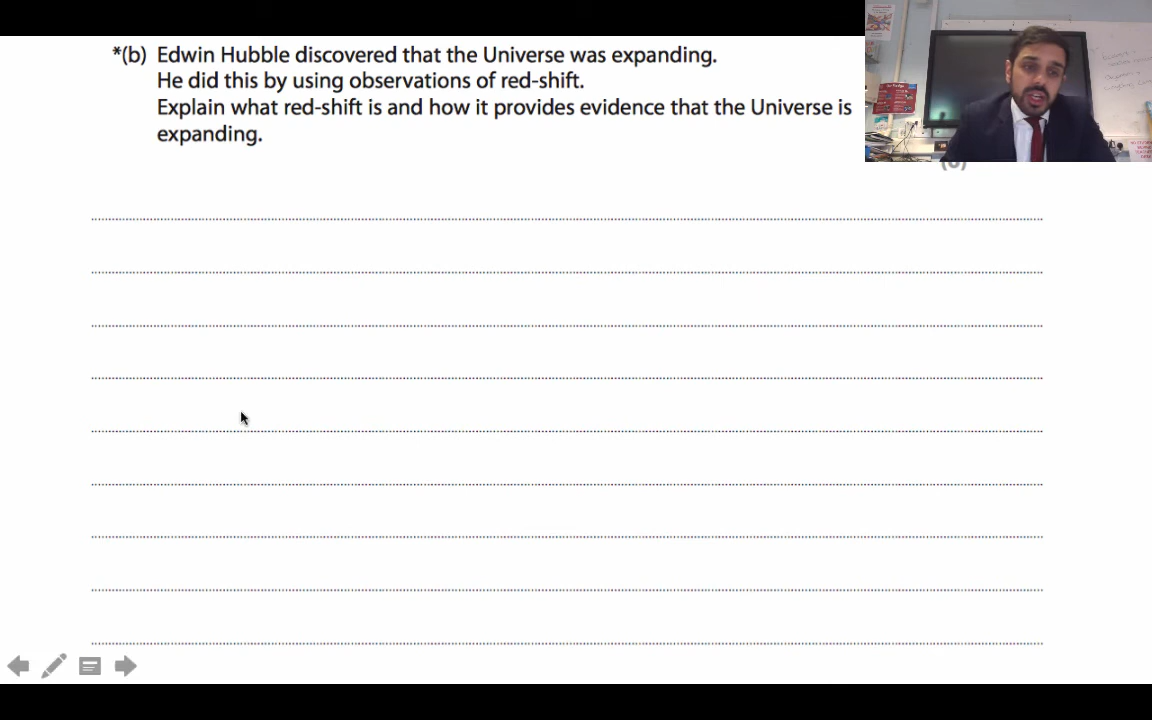 *(b) Edwin Hubble discovered that the Universe was expanding.
He did this by using observations of red-shift.
Explain what red-shift is and how it provides evidence that the Universe is
expanding.